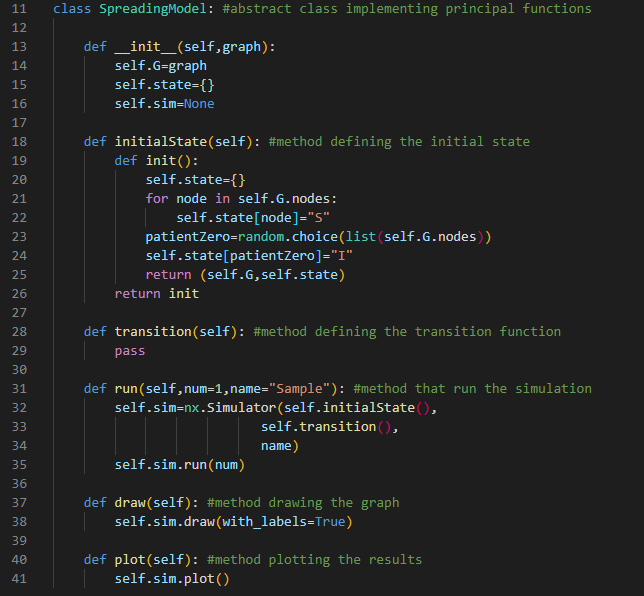 11 class SpreadingModel: #abstract class implementing principal functions
12
13     def __init__(self,graph):
14         self.G=graph
15         self.state={}
16         self.sim=None
17
18     def initialState(self): #method defining the initial state
19         def init():
20             self.state={}
21             for node in self.G.nodes:
22                 self.state[node]="S"
23             patientZero=random.choice(list(self.G.nodes))
24             self.state[patientZero]="I"
25             return (self.G,self.state)
26         return init
27
28     def transition(self): #method defining the transition function
29         pass
30
31     def run(self,num=1,name="Sample"): #method that run the simulation
32         self.sim=nx.Simulator(self.initialState(),
33                            self.transition(),
34                            name)
35         self.sim.run(num)
36
37     def draw(self): #method drawing the graph
38         self.sim.draw(with_labels=True)
39
40     def plot(self): #method plotting the results
41         self.sim.plot()